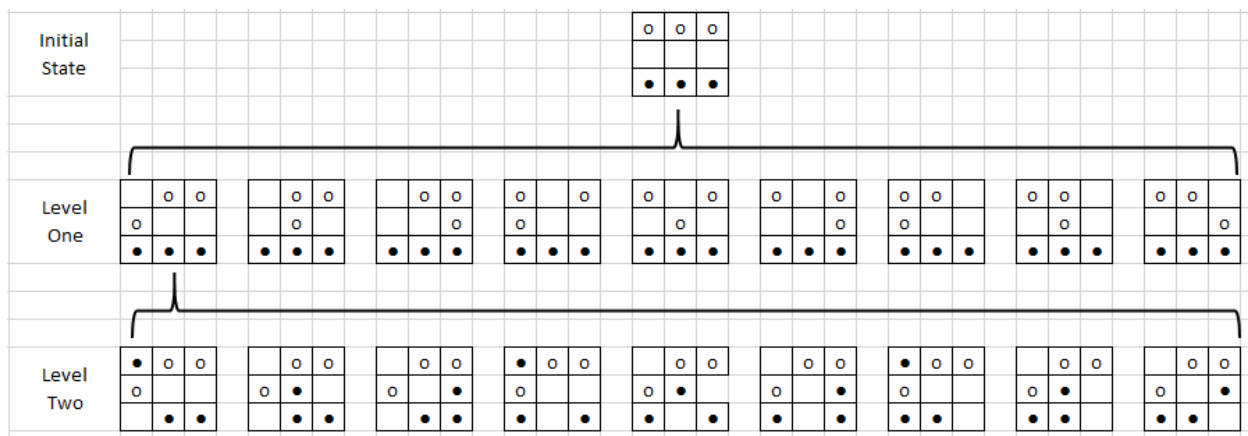 o o o
Initial
State
● ● ●
o o o o o o o o o o o o o o o o o o
Level
o o o o o o o o o
One
● ● ● ● ● ● ● ● ● ● ● ● ● ● ● ● ● ● ● ● ● ● ● ● ● ● ●
● o o o o o o ● o o o o o o ● o o o o o o
Level
o o ● o ● o o ● o ● o o ● o ●
Two
● ● ● ● ● ● ● ● ● ● ● ● ● ● ● ● ● ●